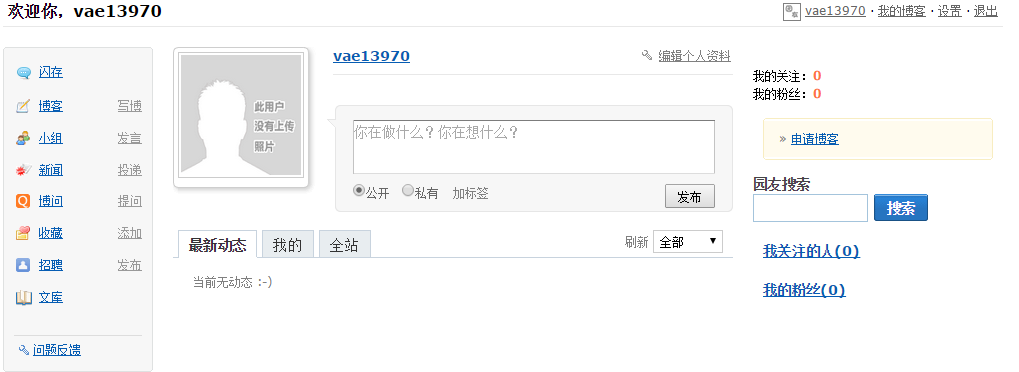 欢迎你，vae13970
vae13970 · 我的博客 · 设置 · 退出
闪存
博客 写博
小组 发言
新闻 投递
博问 提问
收藏 添加
招聘 发布
文库
问题反馈
此用户
没有上传
照片
vae13970 编辑个人资料
你在做什么？你在想什么？
公开 私有 加标签 发布
最新动态 我的 全站 刷新 全部
当前无动态 :-)
我的关注：0
我的粉丝：0
» 申请博客
园友搜索
搜索
我关注的人(0)
我的粉丝(0)